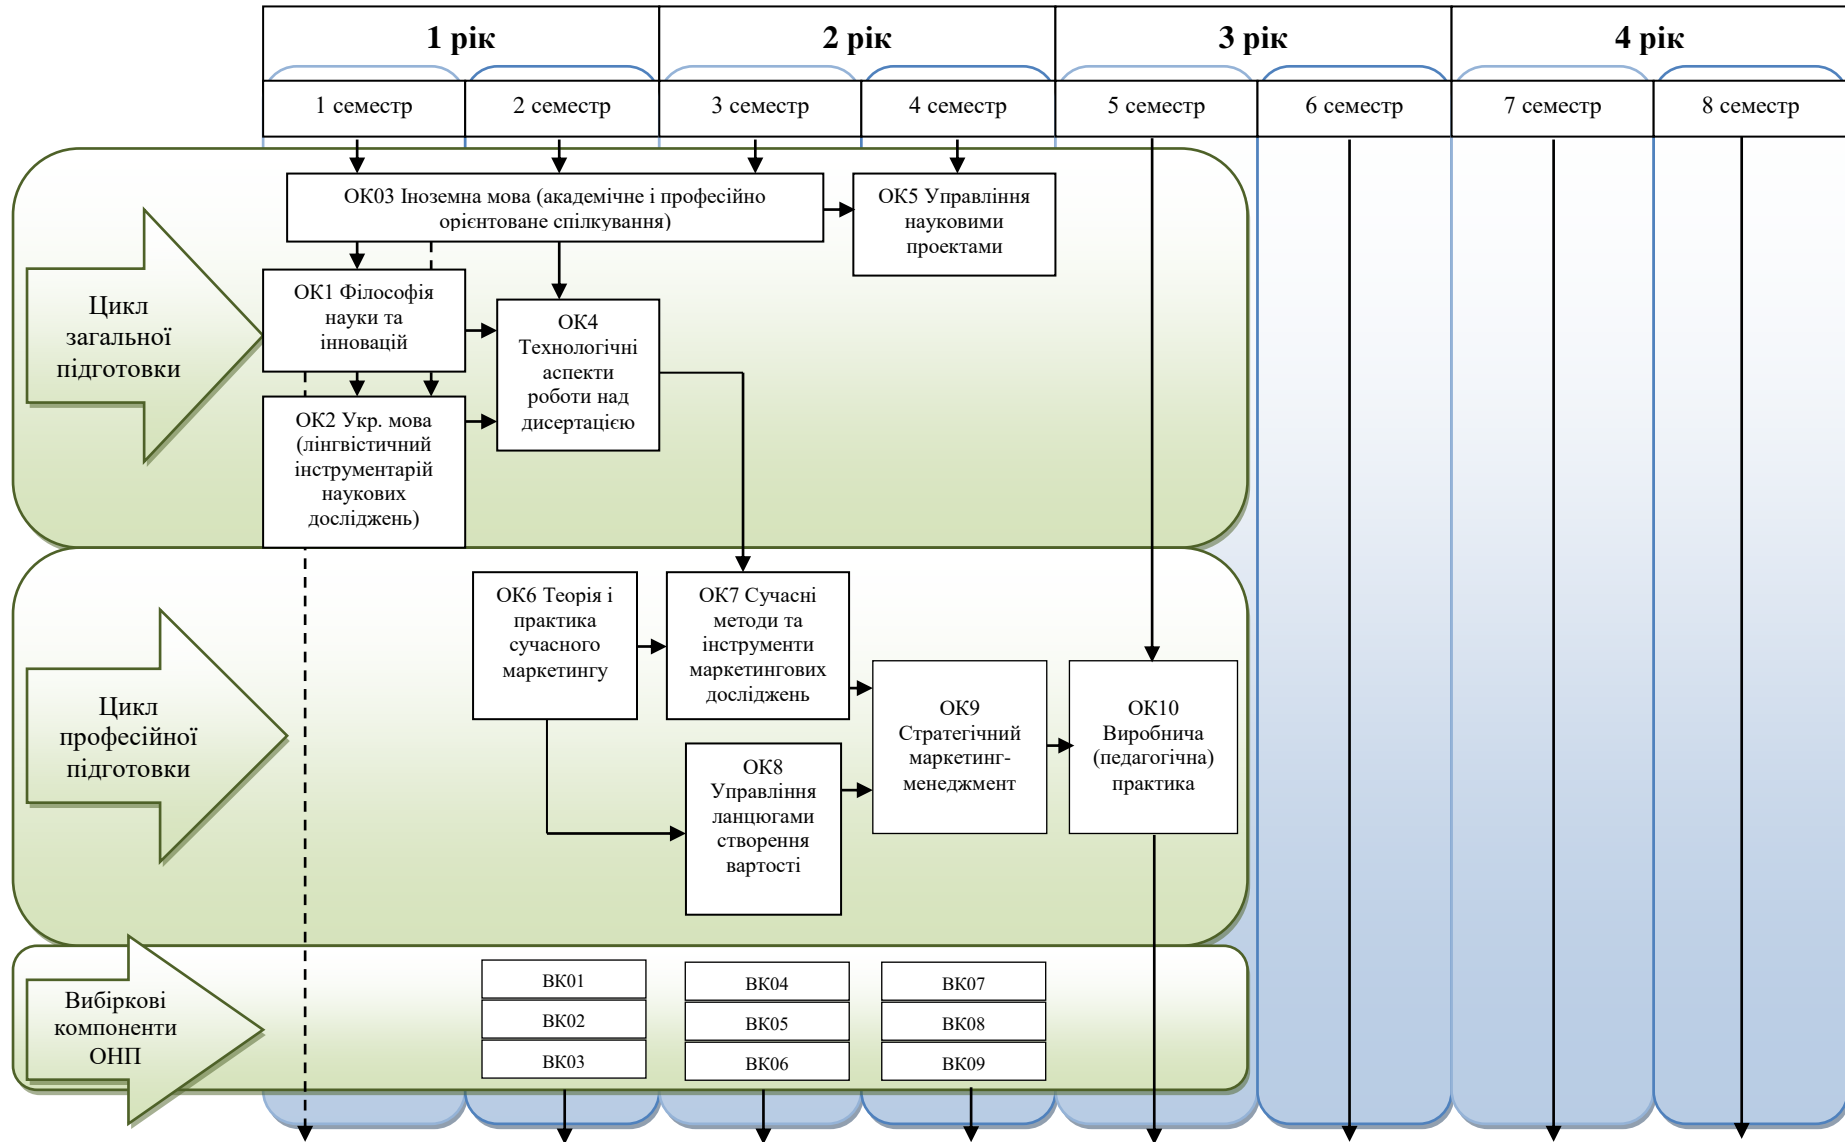 1 рік
2 рік
3 рік
4 рік
1 семестр
2 семестр
3 семестр
4 семестр
5 семестр
6 семестр
7 семестр
8 семестр
Цикл
загальної
підготовки
ОК03 Іноземна мова (академічне і професійно
орієнтоване спілкування)
ОК5 Управління
науковими
проектами
ОК1 Філософія
науки та
інновацій
ОК4
Технологічні
аспекти
роботи над
дисертацією
ОК2 Укр. мова
(лінгвістичний
інструментарій
наукових
досліджень)
Цикл
професійної
підготовки
ОК6 Теорія і
практика
сучасного
маркетингу
ОК7 Сучасні
методи та
інструменти
маркетингових
досліджень
ОК8
Управління
ланцюгами
створення
вартості
ОК9
Стратегічний
маркетинг-
менеджмент
ОК10
Виробнича
(педагогічна)
практика
Вибіркові
компоненти
ОНП
ВК01
ВК02
ВК03
ВК04
ВК05
ВК06
ВК07
ВК08
ВК09